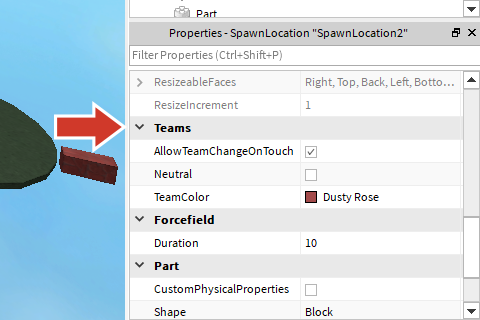 Part
Properties - SpawnLocation "SpawnLocation2"
Filter Properties (Ctrl+Shift+P)
ResizeableFaces Right, Top, Back, Left, Botto...
ResizeIncrement 1
Teams
AllowTeamChangeOnTouch
Neutral
TeamColor Dusty Rose
Forcefield
Duration 10
Part
CustomPhysicalProperties
Shape Block